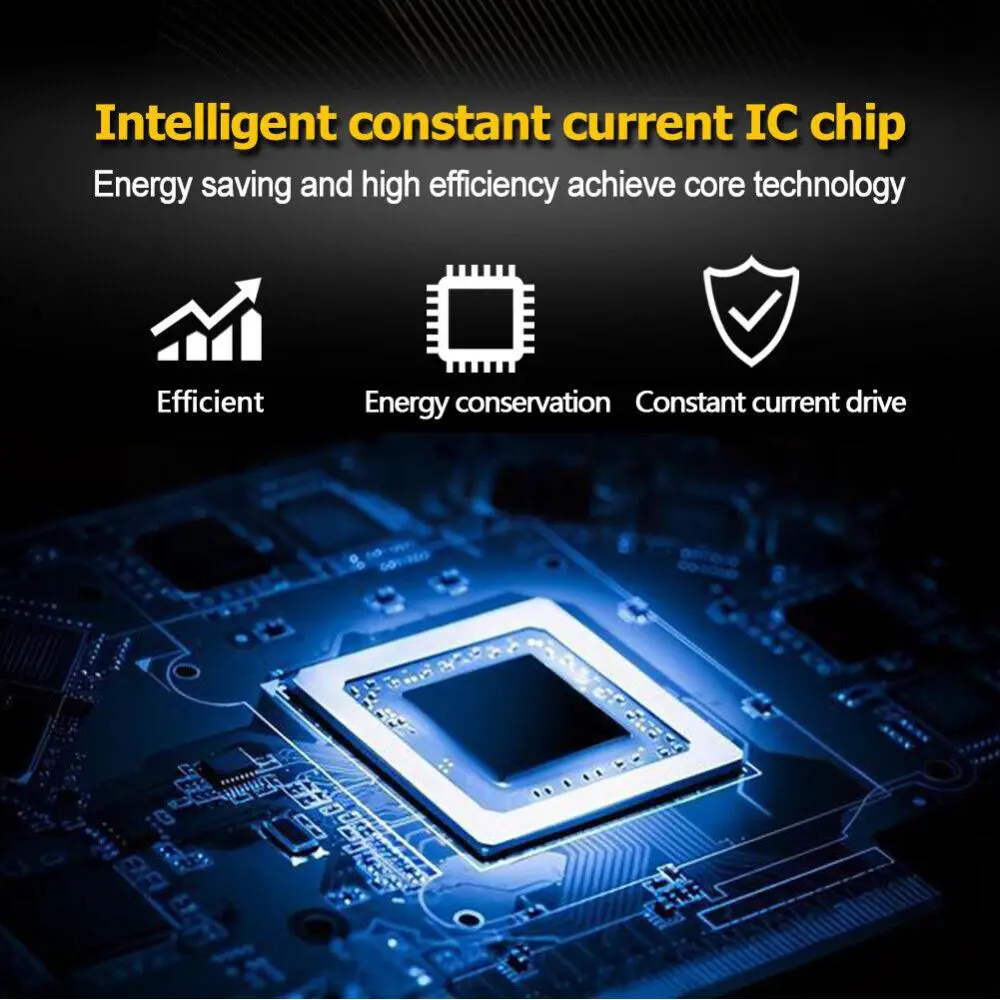 Intelligent constant current IC chip
Energy saving and high efficiency achieve core technology
Efficient
Energy conservation
Constant current drive